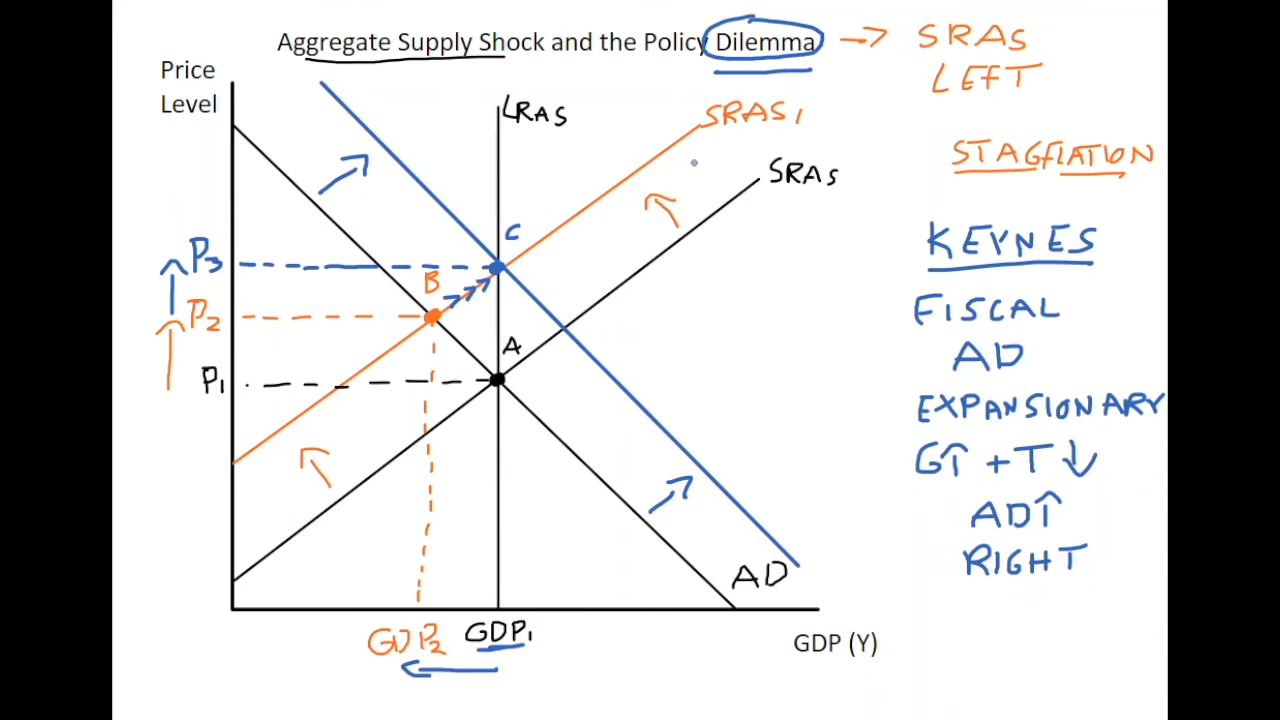 Aggregate Supply Shock and the Policy Dilemma → SRAS
LEFT
Price
Level
LRAS
SRAS1
SRAS
STAGFLATION
KEYNES
P3
C
B
P2
FISCAL
A
AD
P1
EXPANSIONARY
G↑ + T↓
AD↑
RIGHT
AD
GDP2 GDP1
GDP (Y)